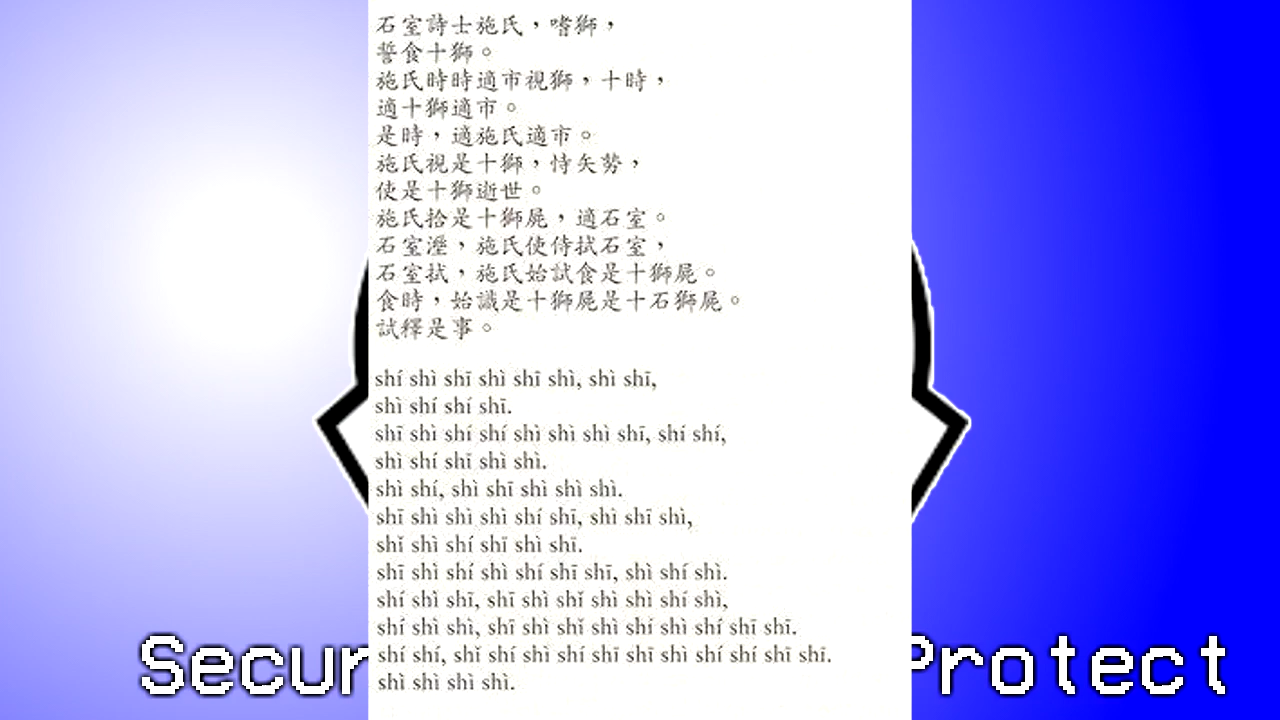 石室詩士施氏，嗜獅，
誓食十獅。
施氏時時適市視獅，十時，
適十獅適市。
是時，適施氏適市。
施氏視是十獅，恃矢勢，
使是十獅逝世。
施氏拾是十獅屍，適石室。
石室溼，施氏使侍拭石室，
石室拭，施氏始試食是十獅屍。
食時，始識是十獅屍是十石獅屍。
試釋是事。
shí shì shī shì shī shì, shì shī,
shì shí shí shī.
shī shì shí shí shì shì shì shī, shí shí,
shì shí shī shì shì.
shì shí, shì shī shì shì shì.
shī shì shì shì shí shī, shì shī shì,
shǐ shì shí shī shì shī.
shī shì shí shì shí shī shī, shì shí shì.
shí shì shī, shī shì shǐ shì shì shí shì,
shí shì shì, shī shì shǐ shì shí shì shí shī shī.
shí shí, shǐ shí shì shí shī shī shì shí shí shī shī.
shì shì shì shì.
Secur Protect